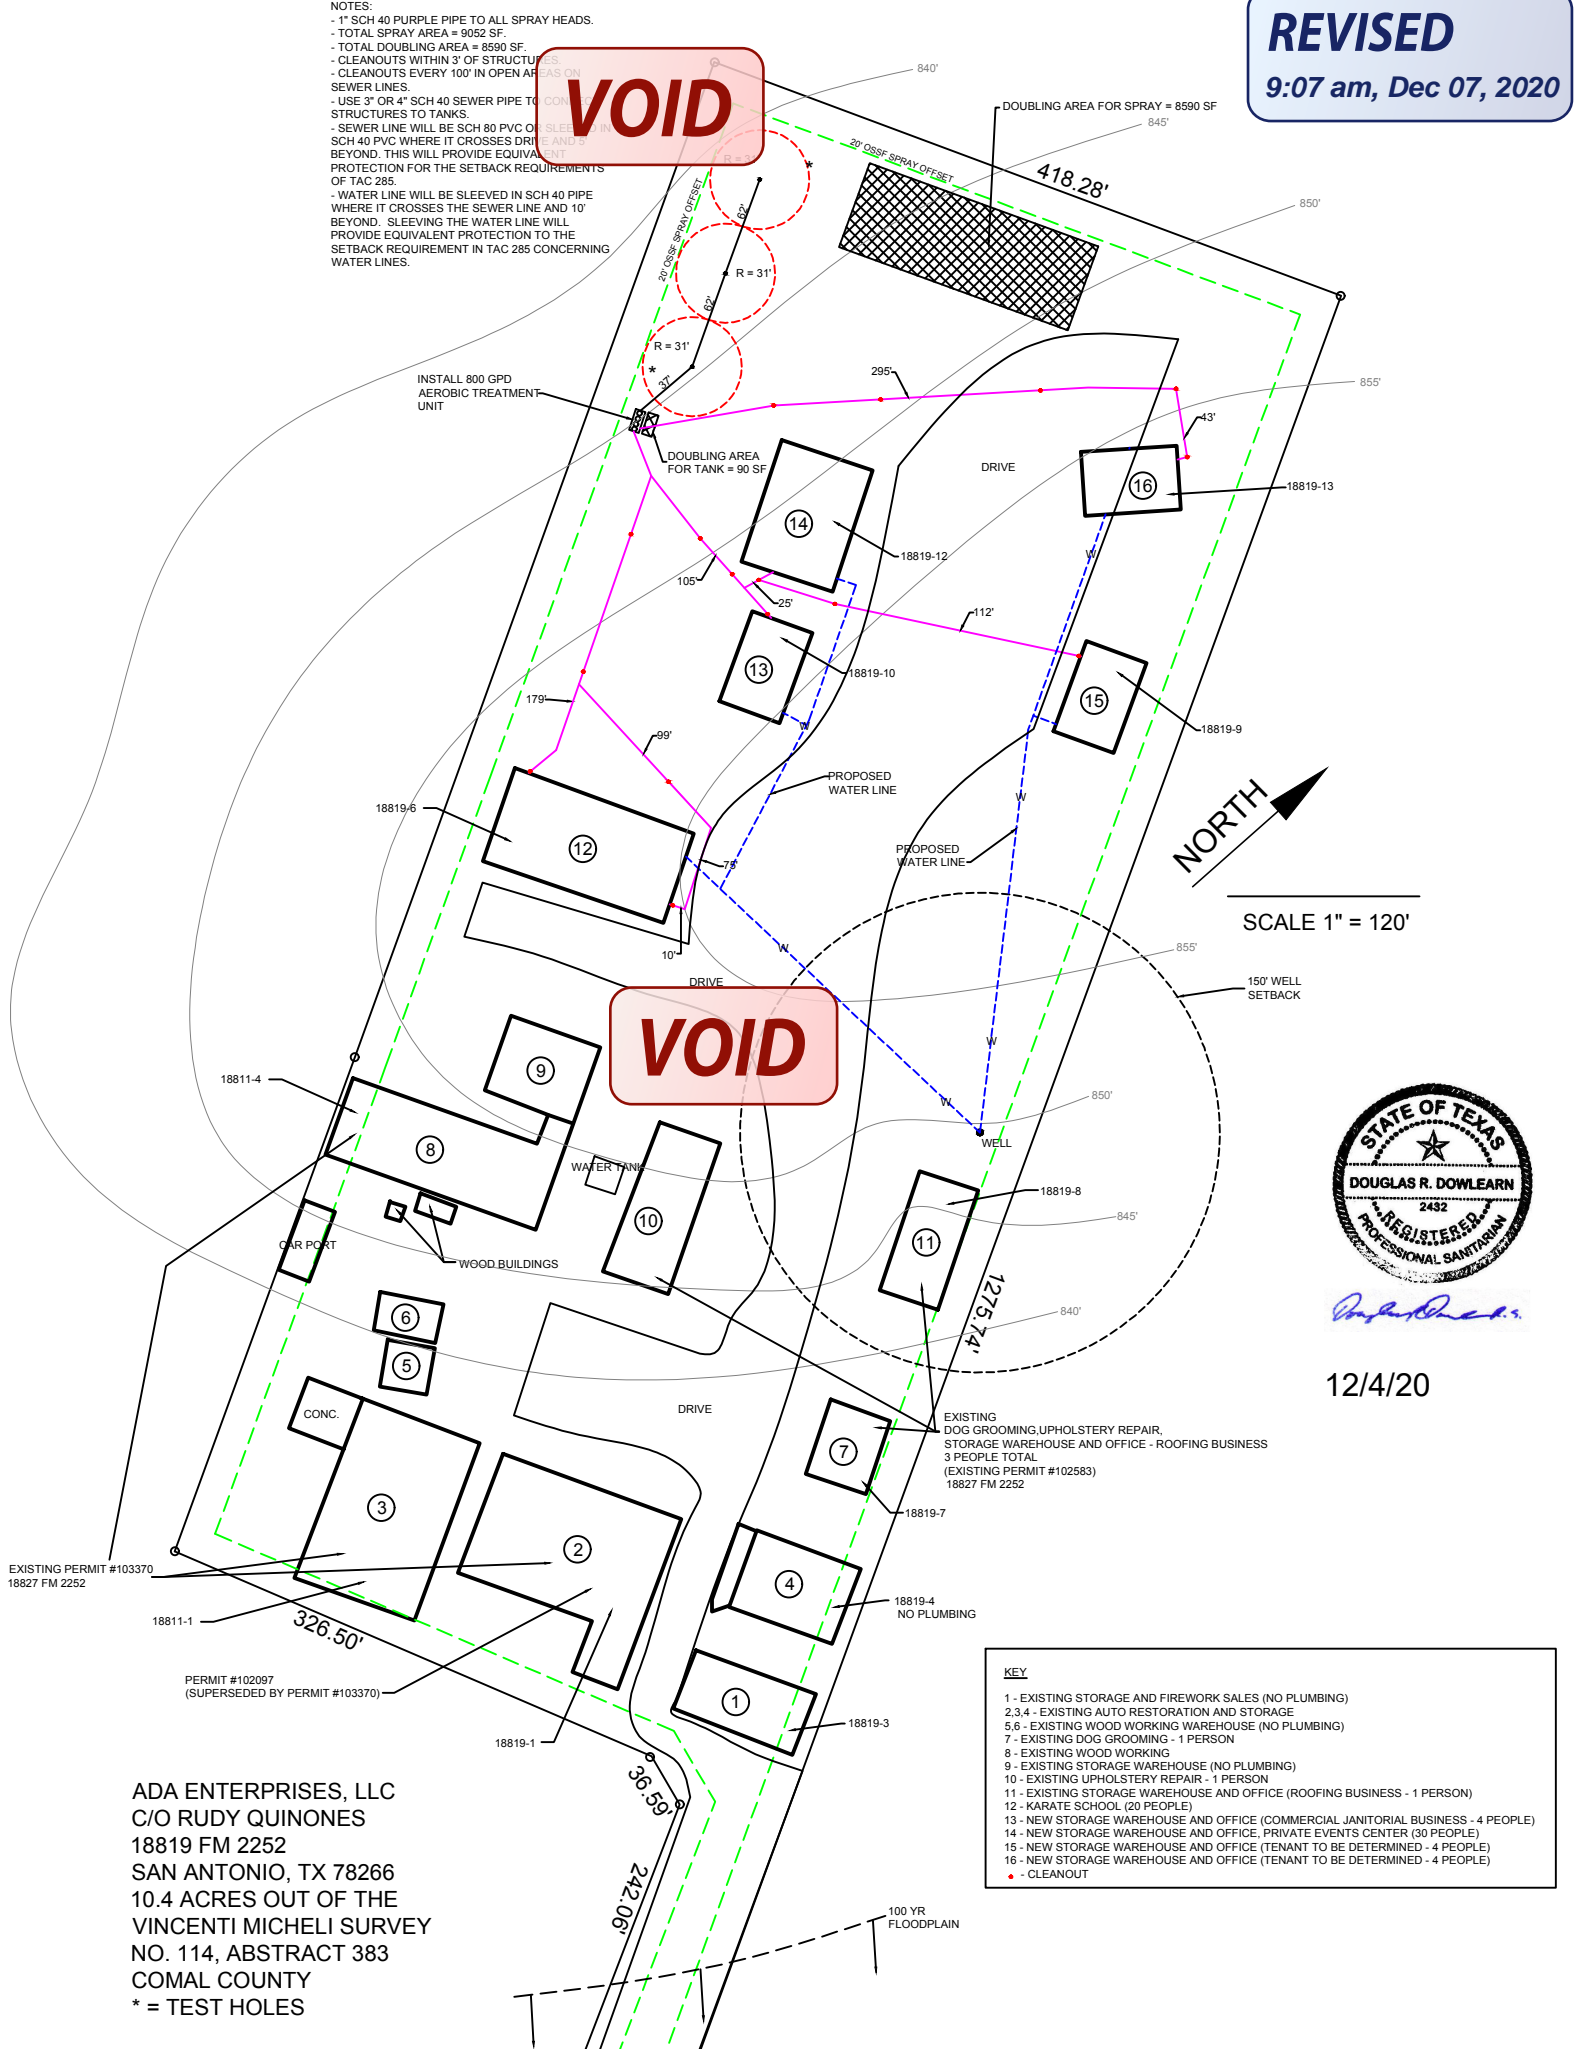 NOTES:
- 1" SCH 40 PURPLE PIPE TO ALL SPRAY HEADS.
- TOTAL SPRAY AREA = 9052 SF.
- TOTAL DOUBLING AREA = 8590 SF.
- CLEANOUTS WITHIN 3' OF STRUCTURES.
- CLEANOUTS EVERY 100' IN OPEN AREAS ON
SEWER LINES.
- USE 3" OR 4" SCH 40 SEWER PIPE TO CONNECT
STRUCTURES TO TANKS.
- SEWER LINE WILL BE SCH 80 PVC OR SLEEVED IN
SCH 40 PVC WHERE IT CROSSES DRIVE AND 5'
BEYOND. THIS WILL PROVIDE EQUIVALENT
PROTECTION FOR THE SETBACK REQUIREMENTS
OF TAC 285.
- WATER LINE WILL BE SLEEVED IN SCH 40 PIPE
WHERE IT CROSSES THE SEWER LINE AND 10'
BEYOND. SLEEVING THE WATER LINE WILL
PROVIDE EQUIVALENT PROTECTION TO THE
SETBACK REQUIREMENT IN TAC 285 CONCERNING
WATER LINES.
VOID
REVISED
9:07 am, Dec 07, 2020
840'
DOUBLING AREA FOR SPRAY = 8590 SF
845'
20' OSSF SPRAY OFFSET
418.28'
850'
R = 31'
*
62'
20' OSSF SPRAY OFFSET
R = 31'
62'
R = 31'
*
37'
INSTALL 800 GPD
AEROBIC TREATMENT
UNIT
295'
855'
43'
DOUBLING AREA
FOR TANK = 90 SF
DRIVE
16
18819-13
14
18819-12
W
105'
25'
112'
13
18819-10
15
18819-9
179'
W
99'
PROPOSED
WATER LINE
W
NORTH
18819-6
12
PROPOSED
WATER LINE
75'
SCALE 1" = 120'
10'
W
855'
DRIVE
150' WELL
SETBACK
VOID
W
9
18811-4
W
850'
8
WELL
WATER TANK
STATE OF TEXAS
DOUGLAS R. DOWLEARN
2432
REGISTERED
PROFESSIONAL SANITARIAN
18819-8
10
845'
11
CAR PORT
WOOD BUILDINGS
1275.74'
840'
6
5
12/4/20
CONC.
DRIVE
EXISTING
DOG GROOMING,UPHOLSTERY REPAIR,
STORAGE WAREHOUSE AND OFFICE - ROOFING BUSINESS
3 PEOPLE TOTAL
(EXISTING PERMIT #102583)
18827 FM 2252
7
18819-7
3
2
EXISTING PERMIT #103370
18827 FM 2252
4
18819-4
NO PLUMBING
18811-1
326.50'
PERMIT #102097
(SUPERSEDED BY PERMIT #103370)
1
18819-3
18819-1
36.59'
242.06'
KEY
1 - EXISTING STORAGE AND FIREWORK SALES (NO PLUMBING)
2,3,4 - EXISTING AUTO RESTORATION AND STORAGE
5,6 - EXISTING WOOD WORKING WAREHOUSE (NO PLUMBING)
7 - EXISTING DOG GROOMING - 1 PERSON
8 - EXISTING WOOD WORKING
9 - EXISTING STORAGE WAREHOUSE (NO PLUMBING)
10 - EXISTING UPHOLSTERY REPAIR - 1 PERSON
11 - EXISTING STORAGE WAREHOUSE AND OFFICE (ROOFING BUSINESS - 1 PERSON)
12 - KARATE SCHOOL (20 PEOPLE)
13 - NEW STORAGE WAREHOUSE AND OFFICE (COMMERCIAL JANITORIAL BUSINESS - 4 PEOPLE)
14 - NEW STORAGE WAREHOUSE AND OFFICE, PRIVATE EVENTS CENTER (30 PEOPLE)
15 - NEW STORAGE WAREHOUSE AND OFFICE (TENANT TO BE DETERMINED - 4 PEOPLE)
16 - NEW STORAGE WAREHOUSE AND OFFICE (TENANT TO BE DETERMINED - 4 PEOPLE)
- CLEANOUT
ADA ENTERPRISES, LLC
C/O RUDY QUINONES
18819 FM 2252
SAN ANTONIO, TX 78266
10.4 ACRES OUT OF THE
VINCENTI MICHELI SURVEY
NO. 114, ABSTRACT 383
COMAL COUNTY
* = TEST HOLES
100 YR
FLOODPLAIN